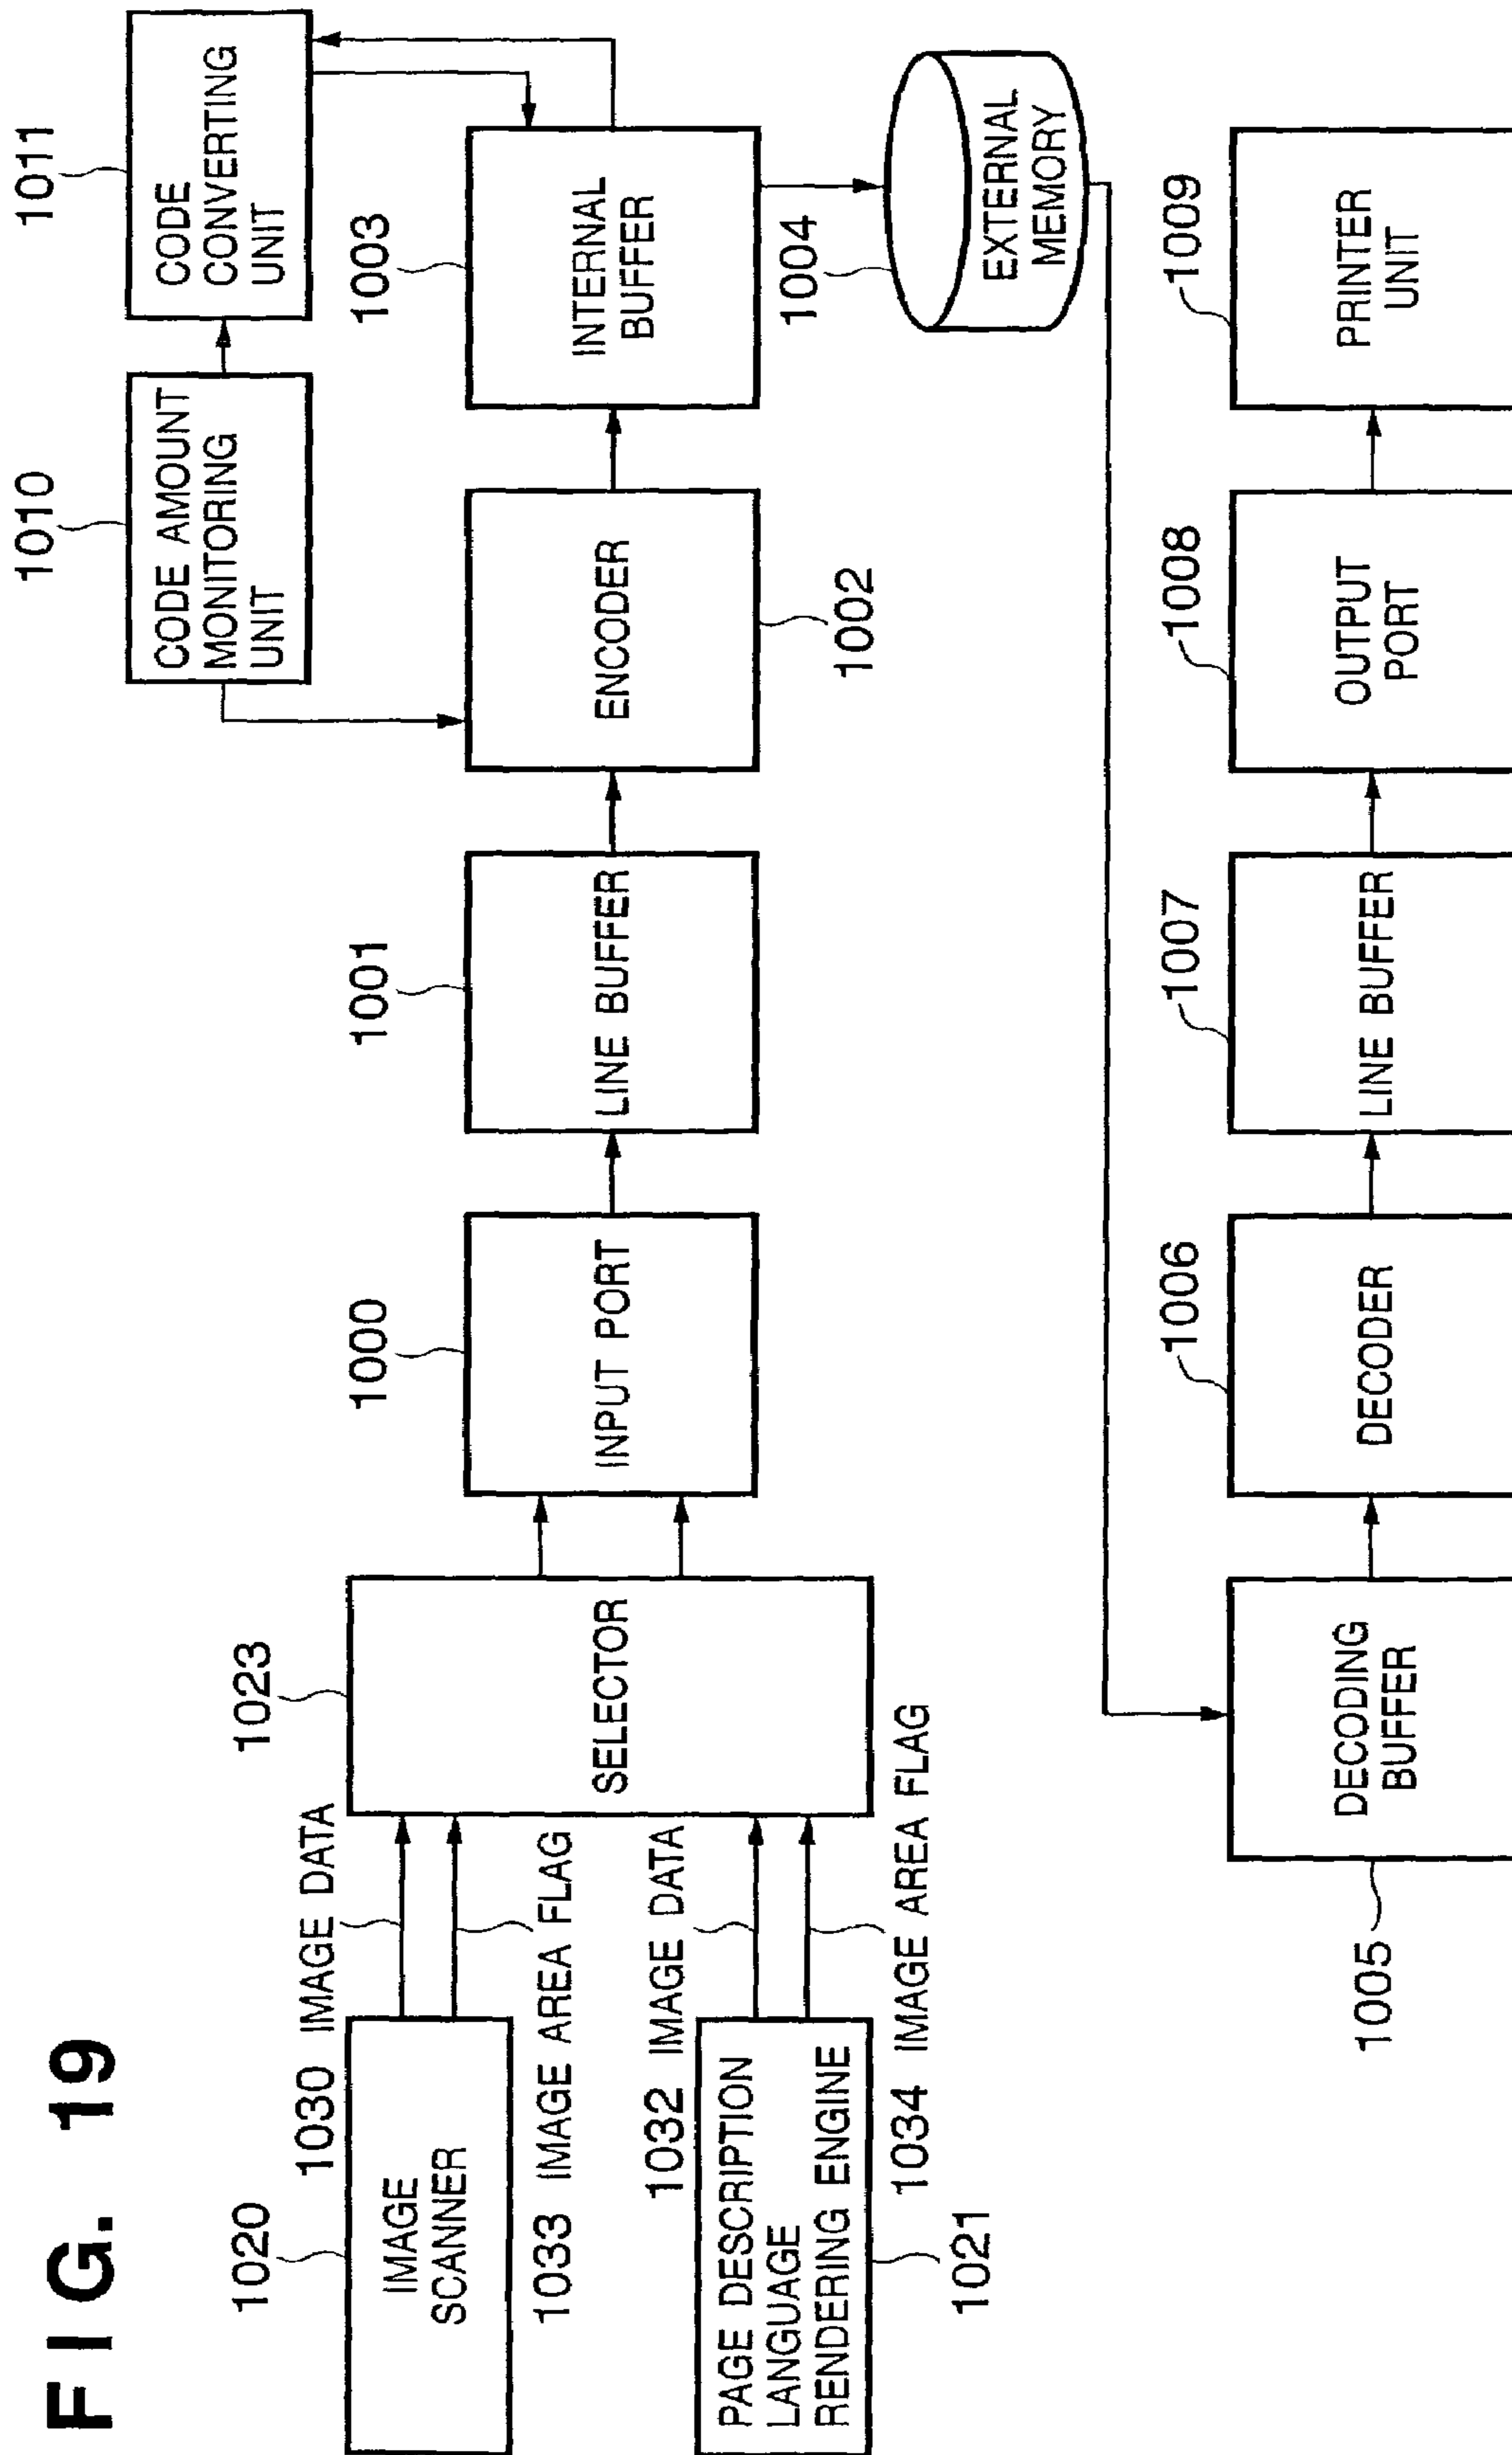 FIG. 19
1020
IMAGE
SCANNER
1030 IMAGE DATA
1033 IMAGE AREA FLAG
1032 IMAGE DATA
PAGE DESCRIPTION
LANGUAGE
RENDERING ENGINE
1034 IMAGE AREA FLAG
1021
1023
SELECTOR
1000
INPUT PORT
1001
LINE BUFFER
1010
CODE AMOUNT
MONITORING
UNIT
ENCODER
1002
1011
CODE
CONVERTING
UNIT
1003
INTERNAL
BUFFER
1004
EXTERNAL
MEMORY
DECODING
BUFFER
1005
1006
DECODER
1007
LINE BUFFER
1008
OUTPUT
PORT
1009
PRINTER
UNIT